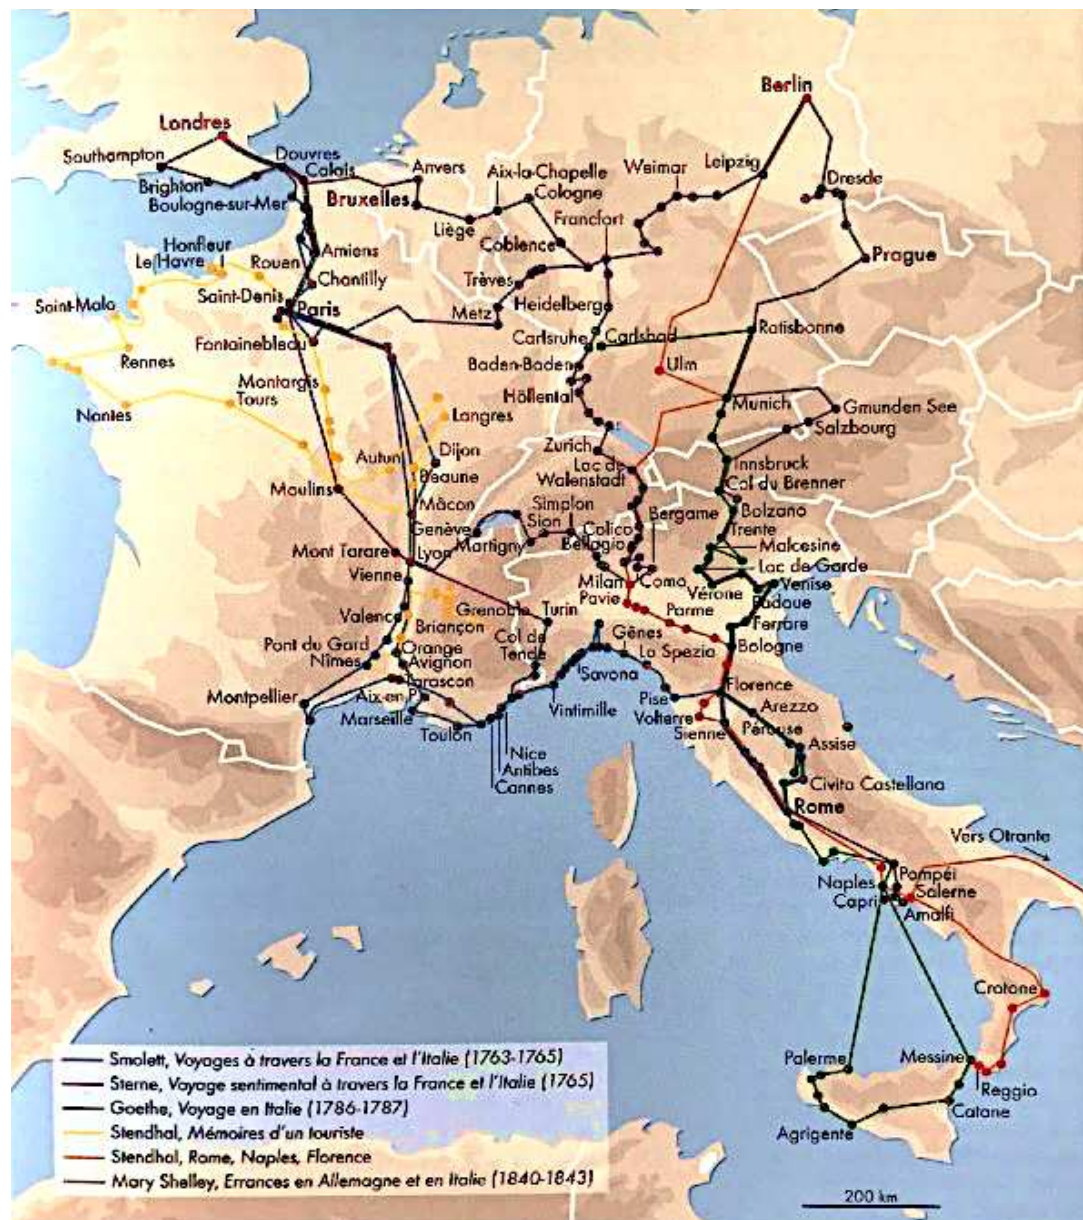 Berlin
Londres
Southampton
Douvres
Calais
Brighton
Boulogne-sur-Mer
Bruxelles
Anvers
Aix-la-Chapelle
Cologne
Weimar
Leipzig
Dresde
Francfort
Liège
Coblence
Prague
Honfleur
Le Havre
Rouen
Amiens
Chantilly
Trèves
Saint-Malo
Saint-Denis
Paris
Metz
Heidelberg
Fontainebleau
Carlsruhe
Carlsbad
Ratisbonne
Rennes
Baden-Baden
Ulm
Montargis
Tours
Höllental
Nantes
Langres
Munich
Gmunden See
Salzbourg
Zurich
Autun
Dijon
Beaune
Lac de
Walenstadt
Innsbruck
Col du Brenner
Moulins
Mâcon
Simplon
Sion
Bergame
Bolzano
Genève
Martigny
Colico
Bellagio
Trente
Mont Tarare
Lyon
Malcesine
Vienne
Milan
Como
Lac de Garde
Pavie
Vérone
Venise
Padoue
Valence
Grenoble
Turin
Parme
Ferrare
Briançon
Pont du Gard
Orange
Col de
Tende
Gênes
Bologne
Nîmes
Avignon
La Spezia
Tarascon
Savona
Montpellier
Aix-en-P
Florence
Marseille
Pise
Arezzo
Toulon
Vintimille
Volterre
Sienne
Pérouse
Assise
Nice
Antibes
Cannes
Civita Castellana
Rome
Vers Otrante
Pompéi
Naples
Salerne
Capri
Amalfi
Crotone
Palerme
Messine
Reggio
Catane
Agrigente
Smolett, Voyages à travers la France et l'Italie (1763-1765)
Sterne, Voyage sentimental à travers la France et l'Italie (1765)
Goethe, Voyage en Italie (1786-1787)
Stendhal, Mémoires d'un touriste
Stendhal, Rome, Naples, Florence
Mary Shelley, Errances en Allemagne et en Italie (1840-1843)
200 km